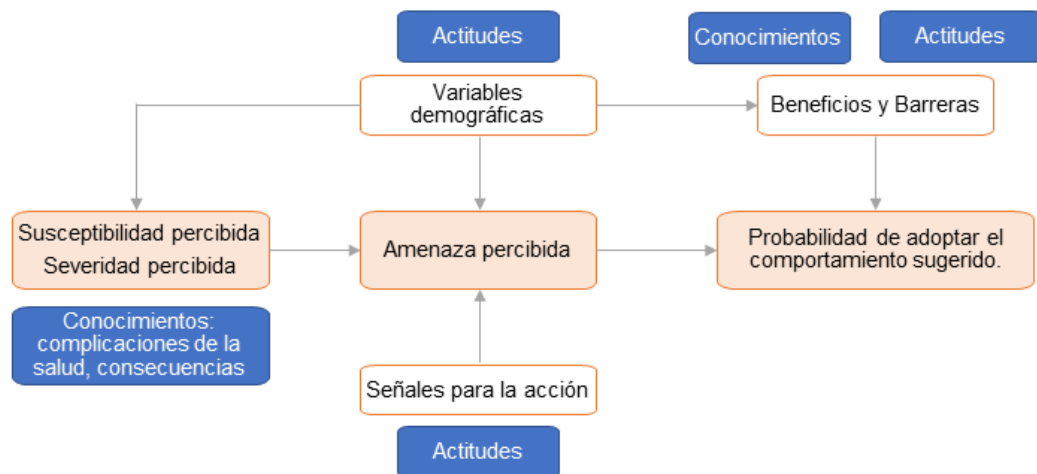 Actitudes
Conocimientos
Actitudes
Variables
demográficas
Beneficios y Barreras
Susceptibilidad percibida
Severidad percibida
Amenaza percibida
Probabilidad de adoptar el
comportamiento sugerido.
Conocimientos:
complicaciones de la
salud, consecuencias
Señales para la acción
Actitudes